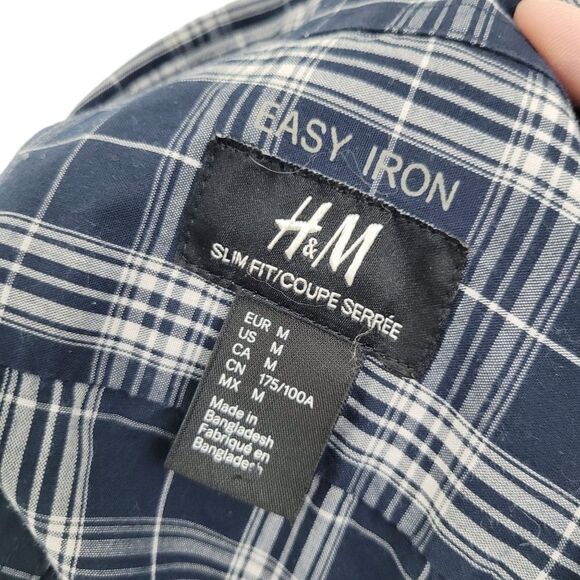 EASY IRON
H&M
SLIM FIT/COUPE SERRÉE
EUR M
US M
CA M
CN 175/100A
MX M
Made in
Bangladesh
Fabriqué en
Bangladesh